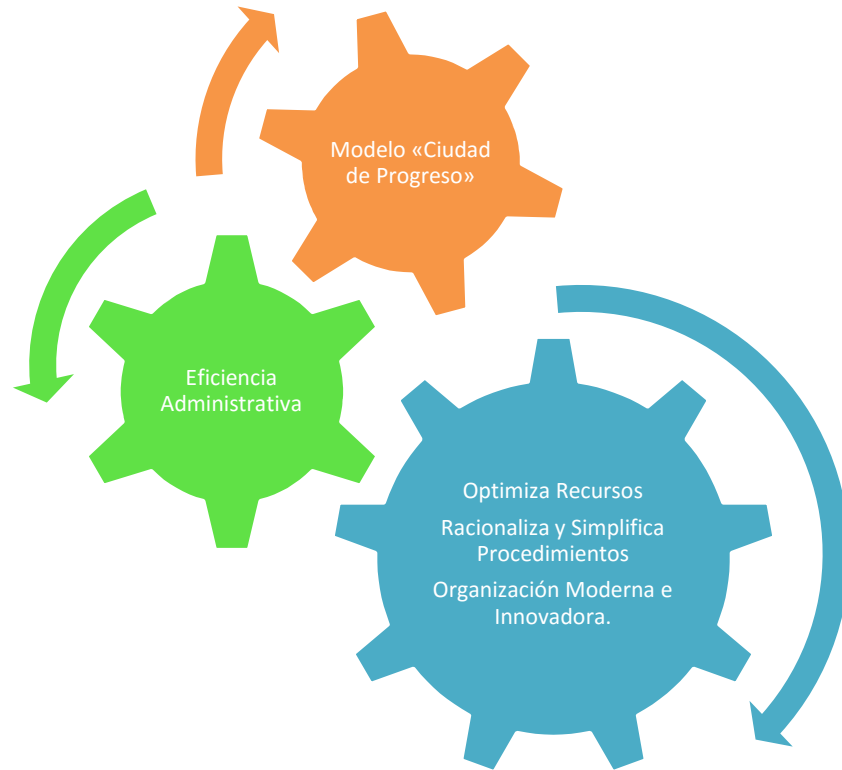 Modelo «Ciudad
de Progreso»
Eficiencia
Administrativa
Optimiza Recursos
Racionaliza y Simplifica
Procedimientos
Organización Moderna e
Innovadora.